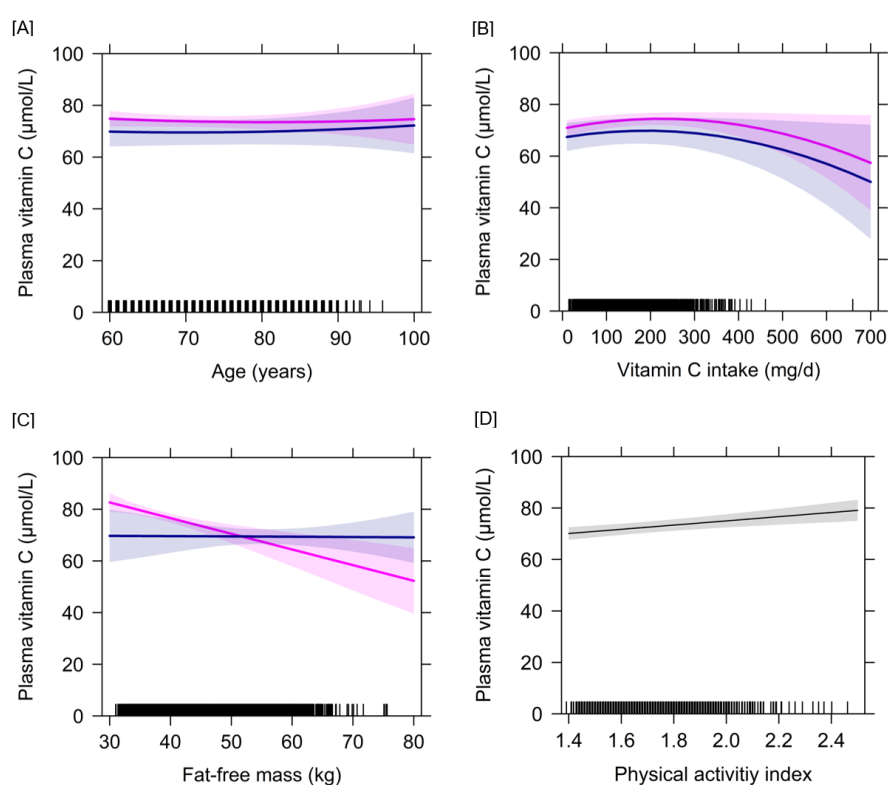 [A]
[B]
Plasma vitamin C (µmol/L)
100
80
60
40
20
0
60 70 80 90 100
Age (years)
Plasma vitamin C (µmol/L)
100
80
60
40
20
0
0 100 200 300 400 500 600 700
Vitamin C intake (mg/d)
[C]
[D]
Plasma vitamin C (µmol/L)
100
80
60
40
20
0
30 40 50 60 70 80
Fat-free mass (kg)
Plasma vitamin C (µmol/L)
100
80
60
40
20
0
1.4 1.6 1.8 2.0 2.2 2.4
Physical activitiy index